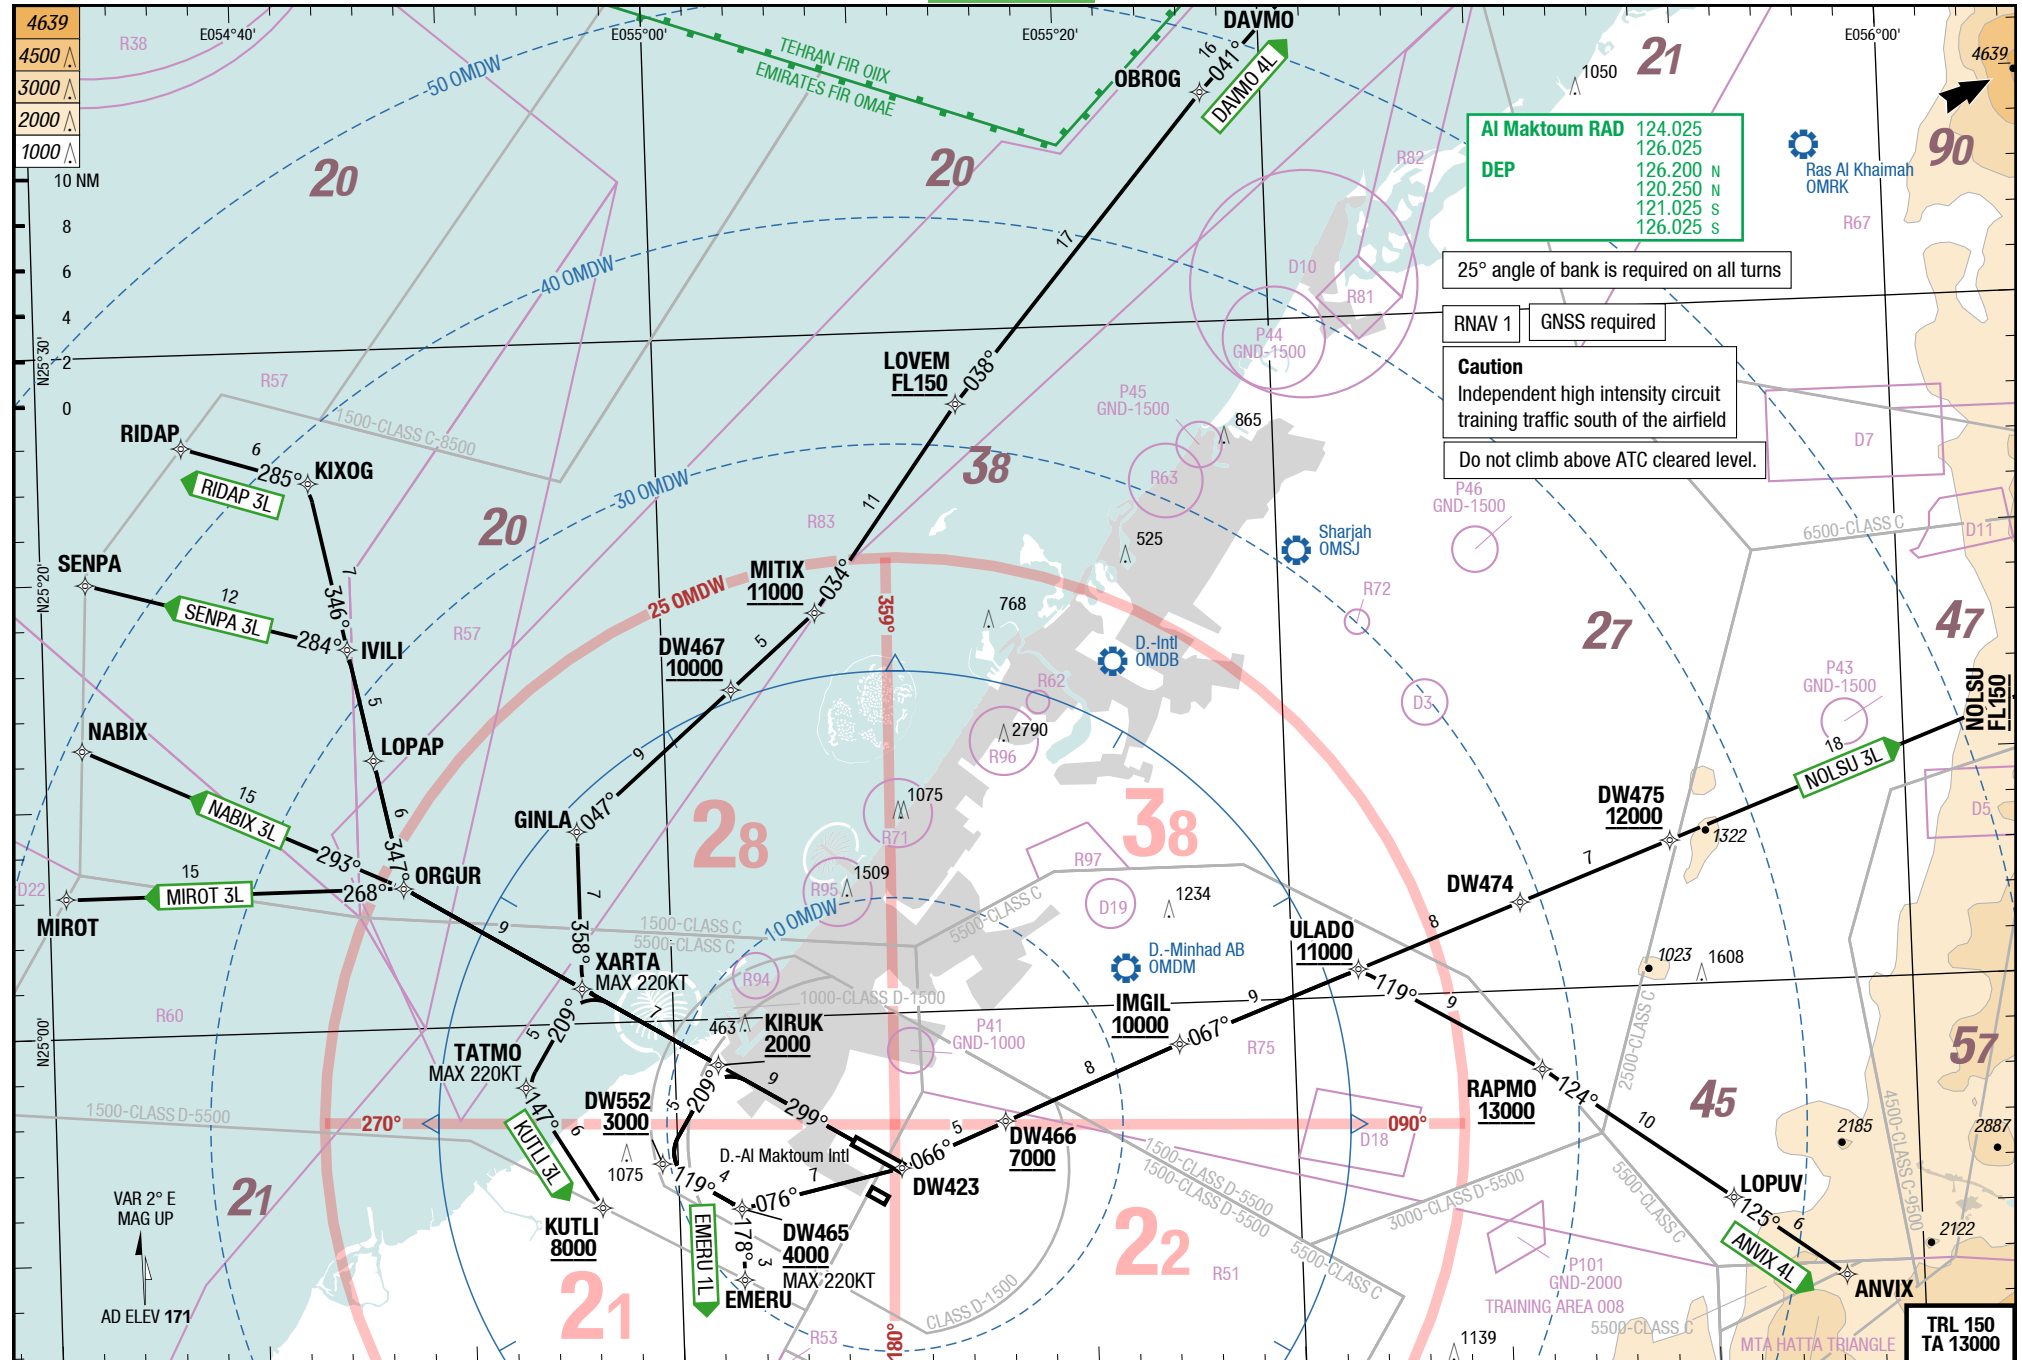 4639
4500
3000
2000
1000
10 NM
8
6
4
2
0
R38
E054°40'
E055°00'
E055°20'
E056°00'
50 OMDW
TEHRAN FIR OIIX
EMIRATES FIR OMAE
DAVMO
16
041°
DAVMO 4L
OBROG
1050
21
4639
90
Al Maktoum RAD 124.025
126.025
DEP 126.200 N
120.250 N
121.025 S
126.025 S
Ras Al Khaimah
OMRK
R67
20
20
R82
40 OMDW
17
D10
R81
P44
GND-1500
25° angle of bank is required on all turns
RNAV 1
GNSS required
Caution
Independent high intensity circuit
training traffic south of the airfield
Do not climb above ATC cleared level.
N25°30'
R57
1500-CLASS C-8500
LOVEM
FL150
038°
P45
GND-1500
865
R63
D7
RIDAP
6
285°
KIXOG
RIDAP 3L
20
38
30 OMDW
11
R83
525
P46
GND-1500
6500-CLASS C
D11
Sharjah
OMSJ
SENPA
N25°20'
12
SENPA 3L
284°
7
346°
IVILI
R57
25 OMDW
MITIX
11000
034°
359°
768
R72
27
47
DW467
10000
5
D.-Intl
OMDB
R62
D3
P43
GND-1500
NOLSU
FL150
NABIX
5
LOPAP
9
2790
R96
18
NOLSU 3L
15
NABIX 3L
293°
6
347°
GINLA
047°
28
1075
R71
38
DW475
12000
1322
D5
15
MIROT 3L
268°
ORGUR
D22
MIROT
7
358°
R95
1509
R97
D19
1234
7
DW474
9
1500-CLASS C
5500-CLASS C
10 OMDW
5500-CLASS C
ULADO
11000
8
XARTA
MAX 220KT
R94
D.-Minhad AB
OMDM
1023
1608
119°
9
1000-CLASS D-1500
IMGIL
10000
9
067°
R60
N25°00'
5
209°
7
463
KIRUK
2000
P41
GND-1000
R75
2500-CLASS C
57
TATMO
MAX 220KT
8
RAPMO
13000
124°
45
4500-CLASS C-9500
1500-CLASS D-5500
270°
147°
6
KUTLI 3L
DW552
3000
5
209°
9
299°
066°
5
DW466
7000
090°
D18
10
2185
2887
1075
D.-Al Maktoum Intl
1500-CLASS D-5500
1500-CLASS D-5500
119°
4
7
076°
DW423
3000-CLASS D-5500
5500-CLASS C
LOPUV
125°
6
21
VAR 2° E
MAG UP
AD ELEV 171
KUTLI
8000
EMERU 1L
178°
3
DW465
4000
MAX 220KT
EMERU
22
5500-CLASS C
R51
P101
GND-2000
TRAINING AREA 008
ANVIX 4L
2122
ANVIX
21
CLASS D-1500
R53
180°
1139
5500-CLASS C
MTA HATTA TRIANGLE
TRL 150
TA 13000